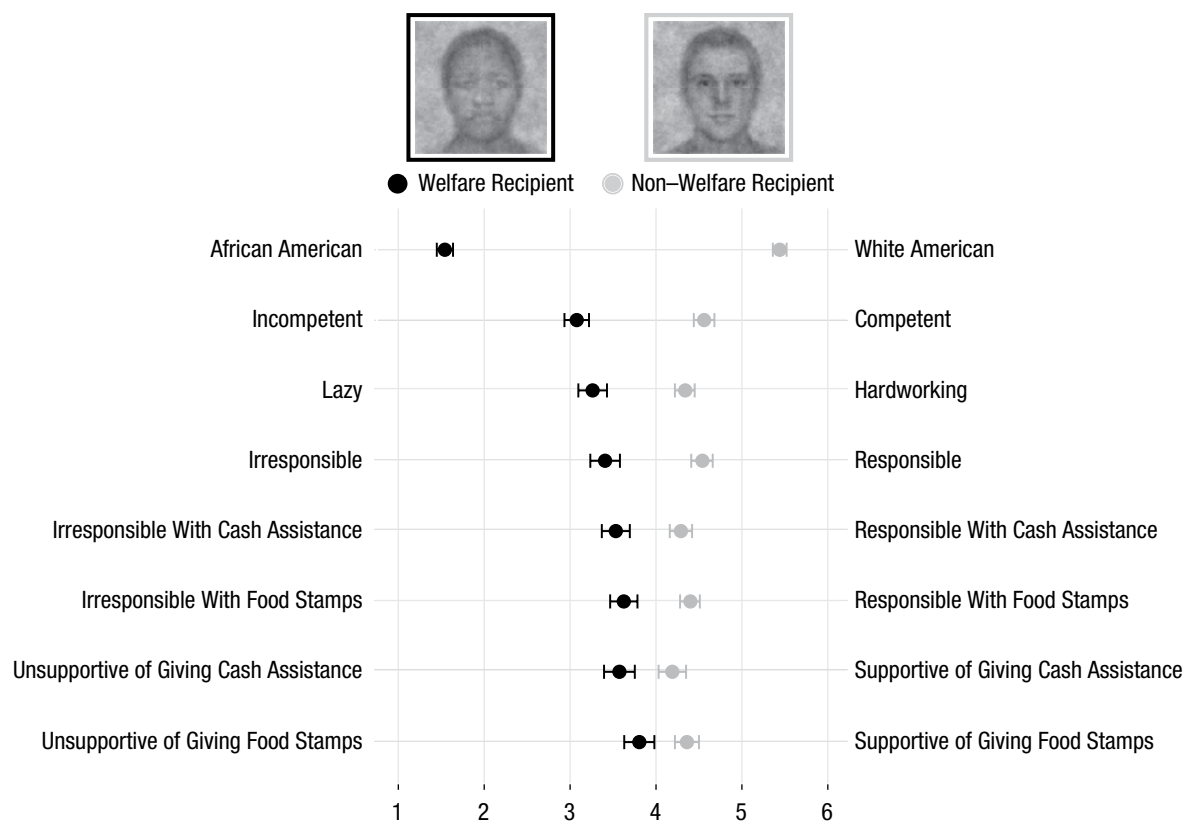 Welfare Recipient Non–Welfare Recipient
African American White American
Incompetent Competent
Lazy Hardworking
Irresponsible Responsible
Irresponsible With Cash Assistance Responsible With Cash Assistance
Irresponsible With Food Stamps Responsible With Food Stamps
Unsupportive of Giving Cash Assistance Supportive of Giving Cash Assistance
Unsupportive of Giving Food Stamps Supportive of Giving Food Stamps
1 2 3 4 5 6